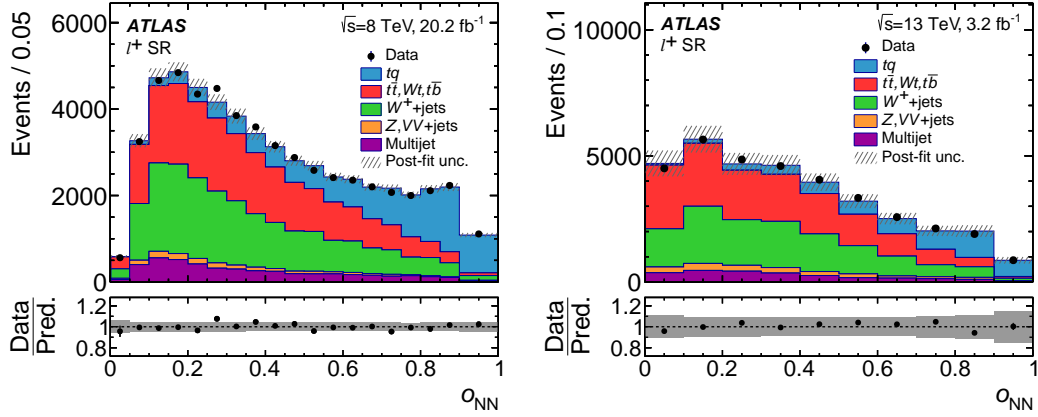 Events / 0.05
6000
4000
2000
0
ATLAS
l⁺ SR
√s=8 TeV, 20.2 fb⁻¹
Data
tq
tt̄,Wt,tb̄
W⁺+jets
Z,VV+jets
Multijet
Post-fit unc.
Data
Pred.
1.2
1
0.8
0 0.2 0.4 0.6 0.8 1
o_NN
Events / 0.1
10000
5000
0
ATLAS
l⁺ SR
√s=13 TeV, 3.2 fb⁻¹
Data
tq
tt̄,Wt,tb̄
W⁺+jets
Z,VV+jets
Multijet
Post-fit unc.
Data
Pred.
1.2
1
0.8
0 0.2 0.4 0.6 0.8 1
o_NN